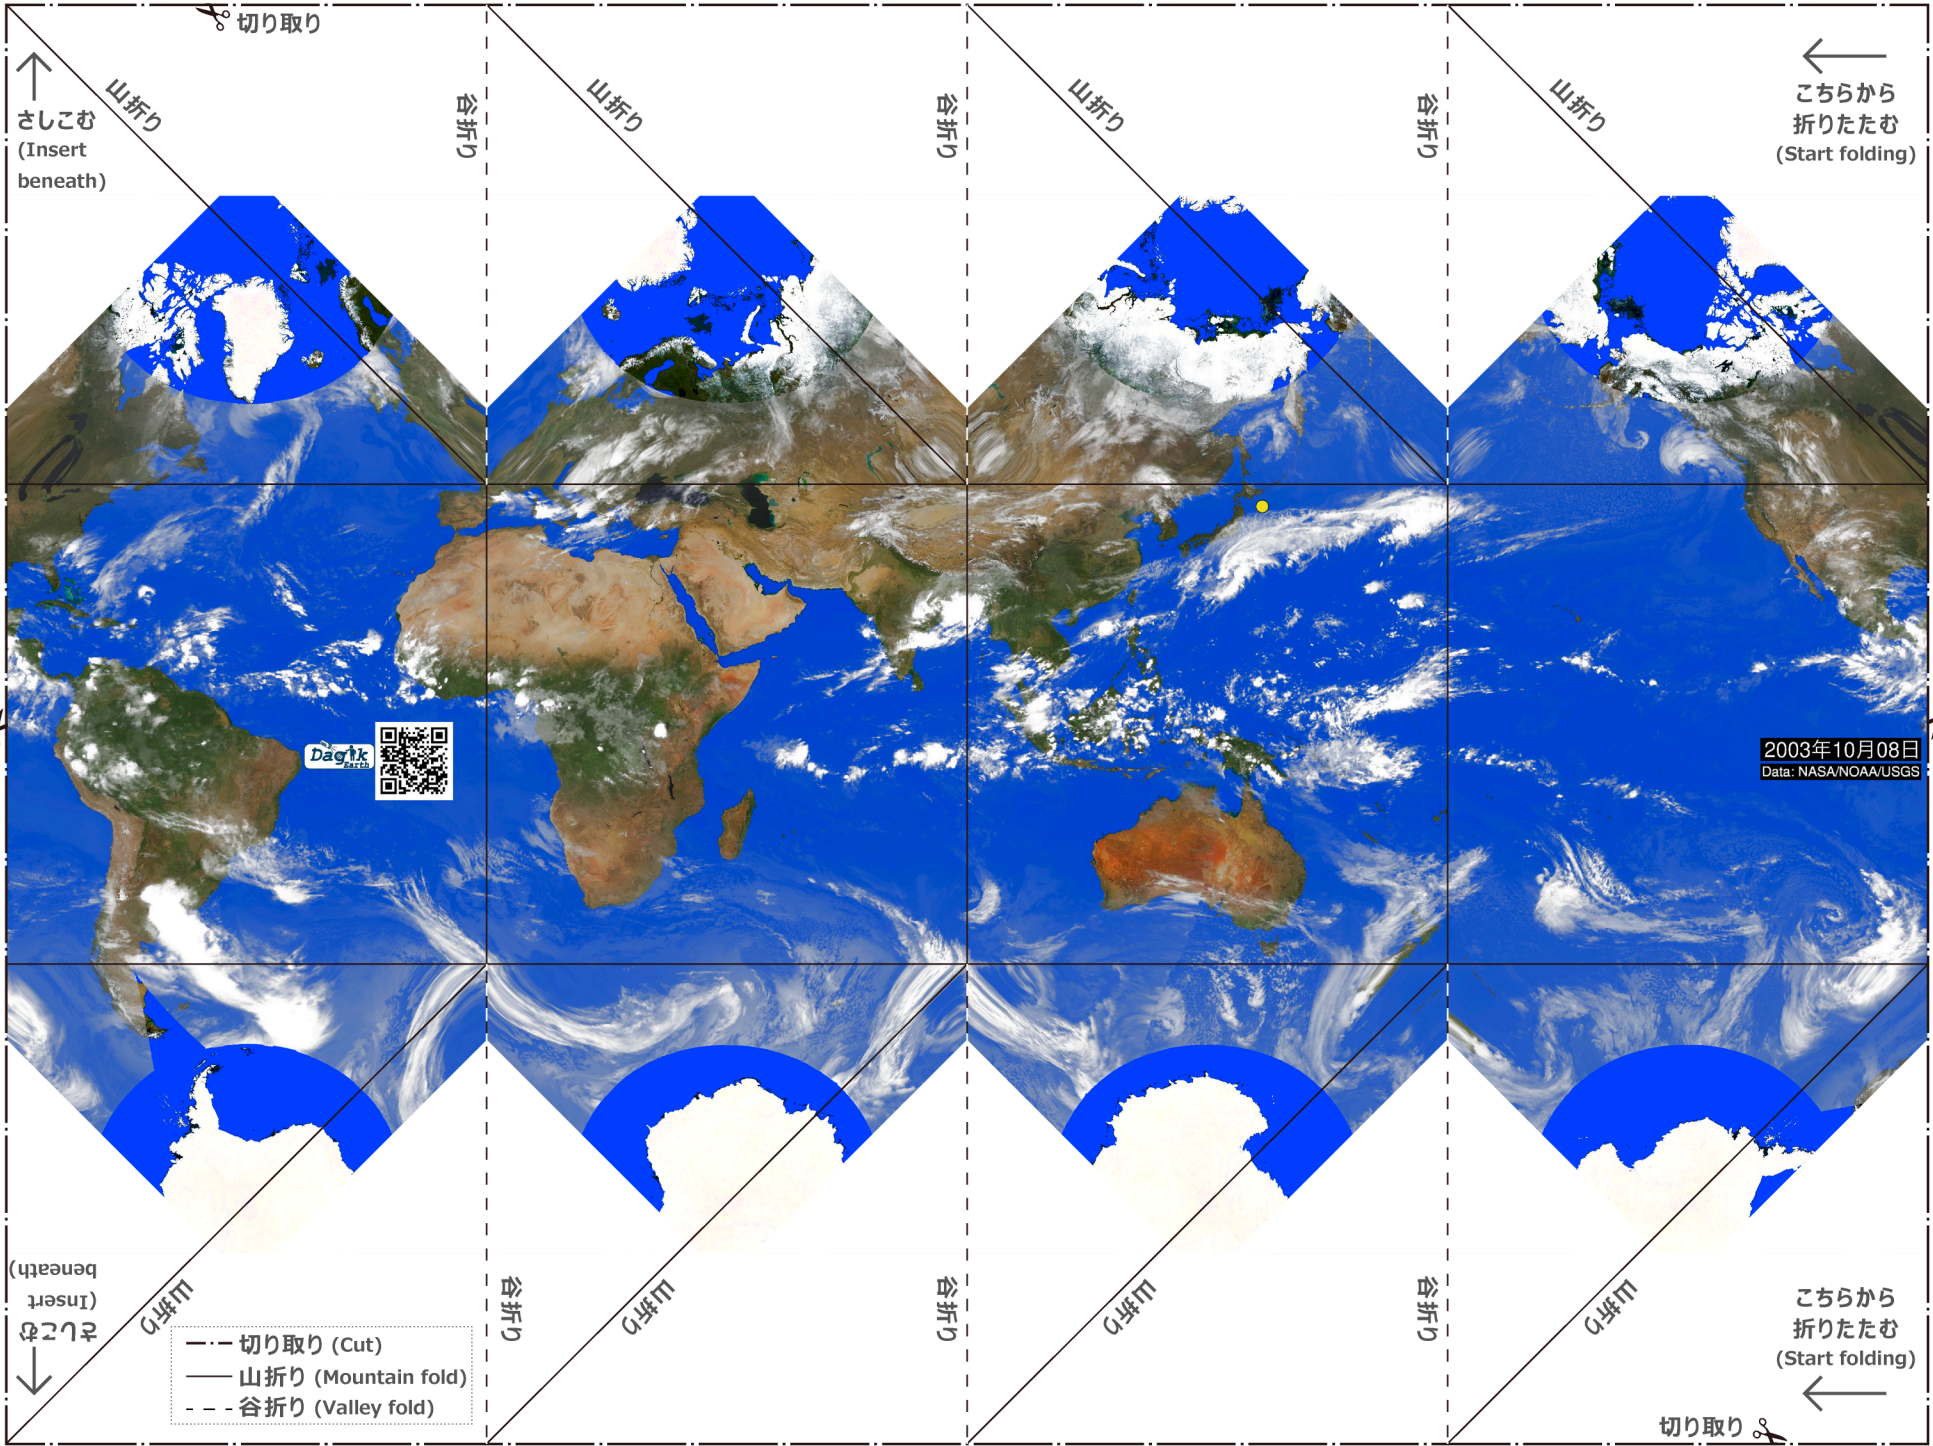 切り取り
山折り
谷折り
山折り
谷折り
山折り
谷折り
山折り
さしこむ
(Insert
beneath)
こちらから
折りたたむ
(Start folding)
Dagik
Earth
2003年10月08日
Data: NASA/NOAA/USGS
さしこむ
(Insert
beneath)
山折り
谷折り
山折り
谷折り
山折り
谷折り
山折り
切り取り (Cut)
山折り (Mountain fold)
谷折り (Valley fold)
こちらから
折りたたむ
(Start folding)
切り取り